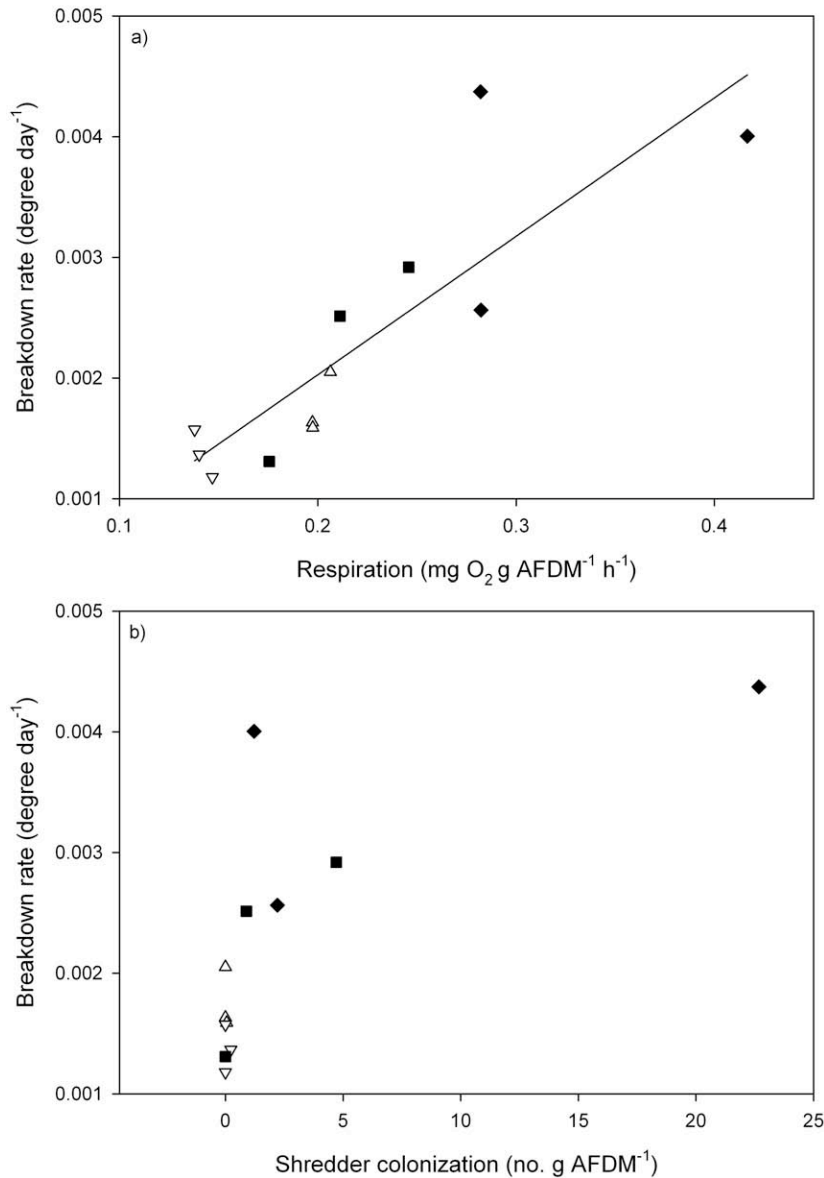 a)
0.005
0.004
0.003
0.002
0.001
Breakdown rate (degree day⁻¹)
0.1 0.2 0.3 0.4
Respiration (mg O₂ g AFDM⁻¹ h⁻¹)
b)
0.005
0.004
0.003
0.002
0.001
Breakdown rate (degree day⁻¹)
0 5 10 15 20 25
Shredder colonization (no. g AFDM⁻¹)